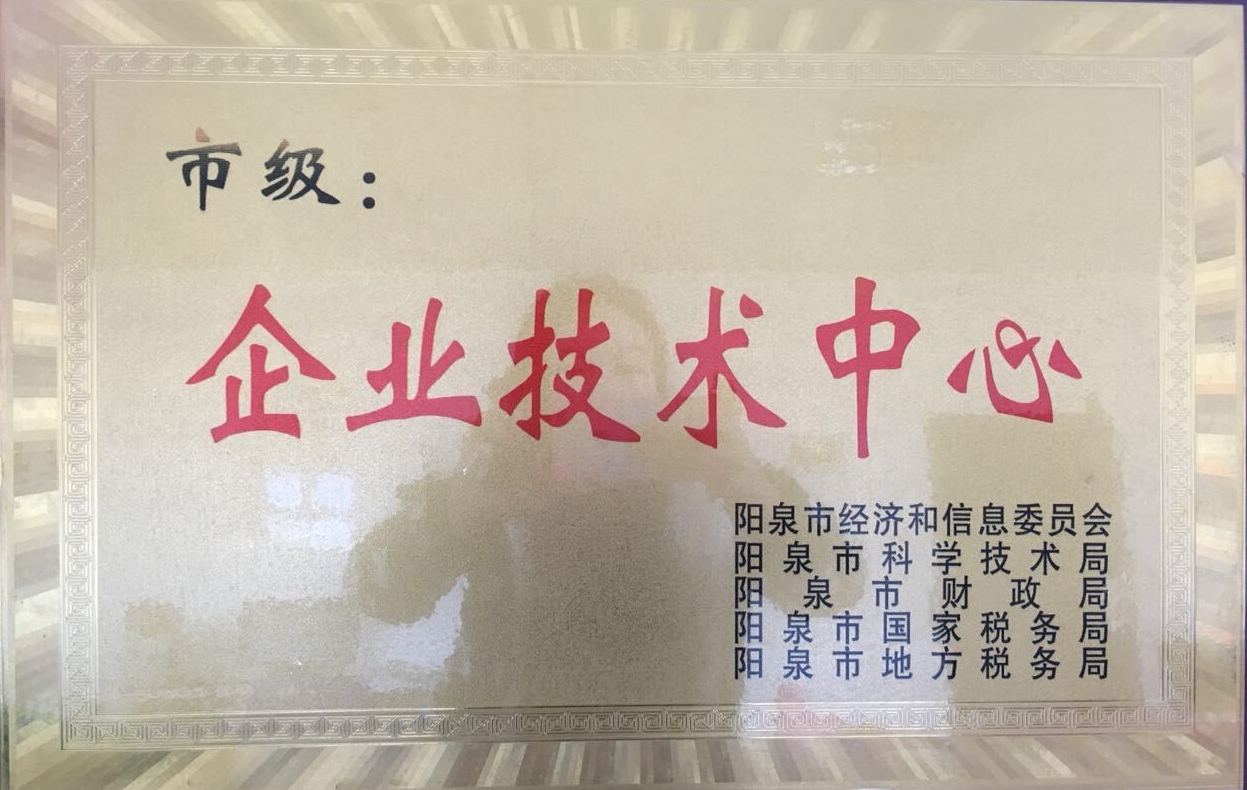 市级：
企业技术中心
阳泉市经济和信息委员会
阳泉市科学技术局
阳泉市财政局
阳泉市国家税务局
阳泉市地方税务局